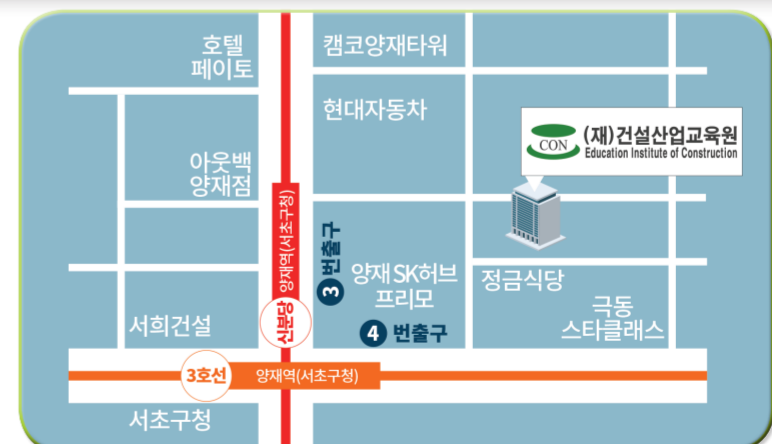 호텔
페이토
캠코양재타워
현대자동차
CON
(재)건설산업교육원
Education Institute of Construction
아웃백
양재점
양재역(서초구청)
신분당
3 번출구
양재 SK허브
프리모
4 번출구
정금식당
극동
스타클래스
서희건설
3호선
양재역(서초구청)
서초구청